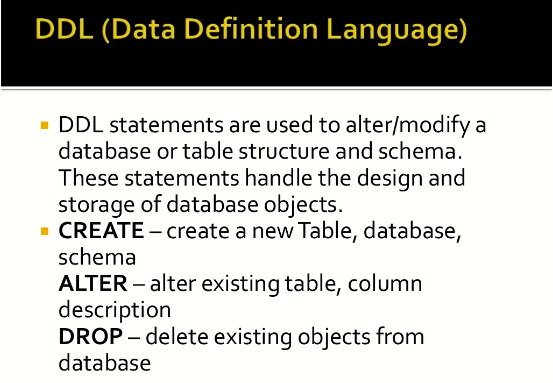 DDL (Data Definition Language)
▪ DDL statements are used to alter/modify a
database or table structure and schema.
These statements handle the design and
storage of database objects.
▪ CREATE – create a new Table, database,
schema
ALTER – alter existing table, column
description
DROP – delete existing objects from
database